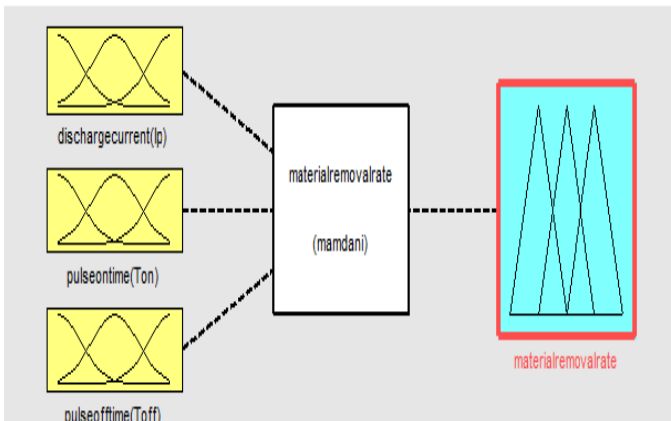 dischargecurrent(Ip)
pulseontime(Ton)
pulseofftime(Toff)
materialremovalrate
(mamdani)
materialremovalrate